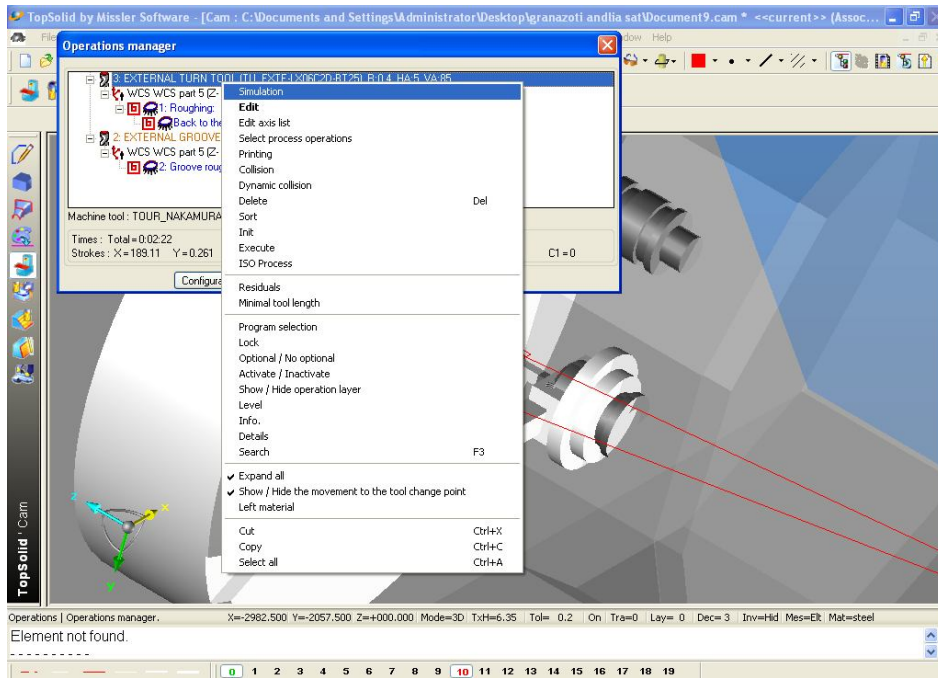 TopSolid by Missler Software - [Cam : C:\Documents and Settings\Administrator\Desktop\granazoti andlia sat\Document9.cam * <<current>> (Assoc...
File
dow Help
Operations manager
3: EXTERNAL TURN TOOL (TU_EXTE-LX06C2D-BT25) R:0.4 HA:5 VA:85
WCS WCS part 5 (Z-
1: Roughing:
Back to the
2: EXTERNAL GROOVE
WCS WCS part 5 (Z-
2: Groove roug
Machine tool : TOUR_NAKAMURA
Times : Total=0:02:22
Strokes : X=189.11 Y=0.261
C1=0
Configura
Simulation
Edit
Edit axis list
Select process operations
Printing
Collision
Dynamic collision
Delete Del
Sort
Init
Execute
ISO Process
Residuals
Minimal tool length
Program selection
Lock
Optional / No optional
Activate / Inactivate
Show / Hide operation layer
Level
Info.
Details
Search F3
Expand all
Show / Hide the movement to the tool change point
Left material
Cut Ctrl+X
Copy Ctrl+C
Select all Ctrl+A
TopSolid'Cam
z
x
y
Operations | Operations manager. X=-2982.500 Y=-2057.500 Z=+000.000 Mode=3D TxH=6.35 Tol= 0.2 On Tra=0 Lay= 0 Dec= 3 Inv=Hid Mes=Elt Mat=steel
Element not found.
- - - - - - - - - -
0 1 2 3 4 5 6 7 8 9 10 11 12 13 14 15 16 17 18 19